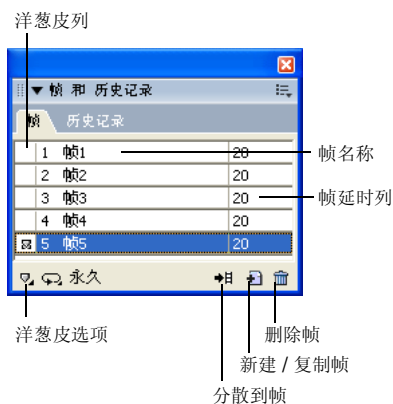 洋葱皮列
帧 和 历史记录
帧 历史记录
1 帧1 20
帧名称
2 帧2 20
3 帧3 20
帧延时列
4 帧4 20
5 帧5 20
永久
洋葱皮选项
删除帧
新建 / 复制帧
分散到帧